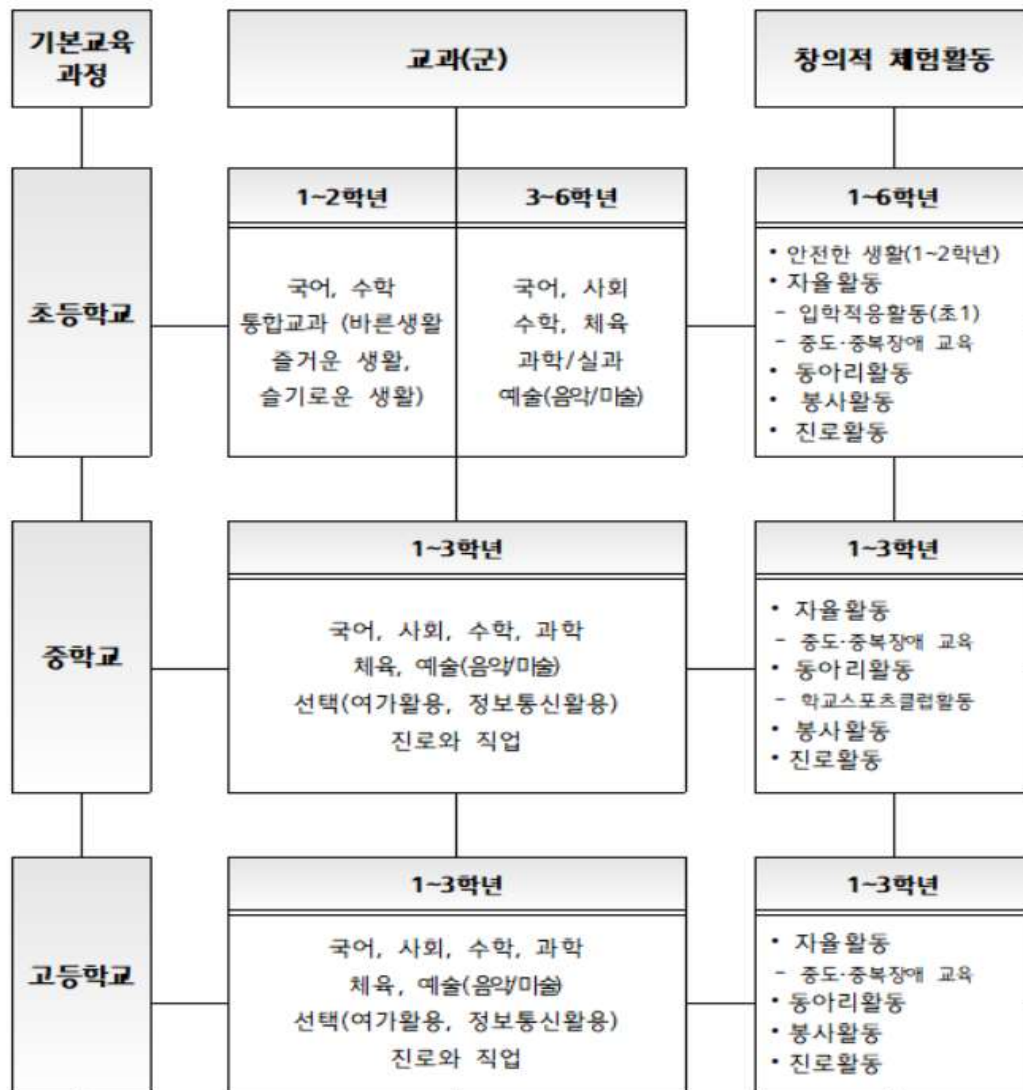 기본교육
과정
교과(군)
창의적 체험활동
초등학교
1~2학년
국어, 수학
통합교과 (바른생활
즐거운 생활,
슬기로운 생활)
3~6학년
국어, 사회
수학, 체육
과학/실과
예술(음악/미술)
1~6학년
• 안전한 생활(1~2학년)
• 자율활동
- 입학적응활동(초1)
- 중도·중복장애 교육
• 동아리활동
• 봉사활동
• 진로활동
중학교
1~3학년
국어, 사회, 수학, 과학
체육, 예술(음악/미술)
선택(여가활용, 정보통신활용)
진로와 직업
1~3학년
• 자율활동
- 중도·중복장애 교육
• 동아리활동
- 학교스포츠클럽활동
• 봉사활동
• 진로활동
고등학교
1~3학년
국어, 사회, 수학, 과학
체육, 예술(음악/미술)
선택(여가활용, 정보통신활용)
진로와 직업
1~3학년
• 자율활동
- 중도·중복장애 교육
• 동아리활동
• 봉사활동
• 진로활동